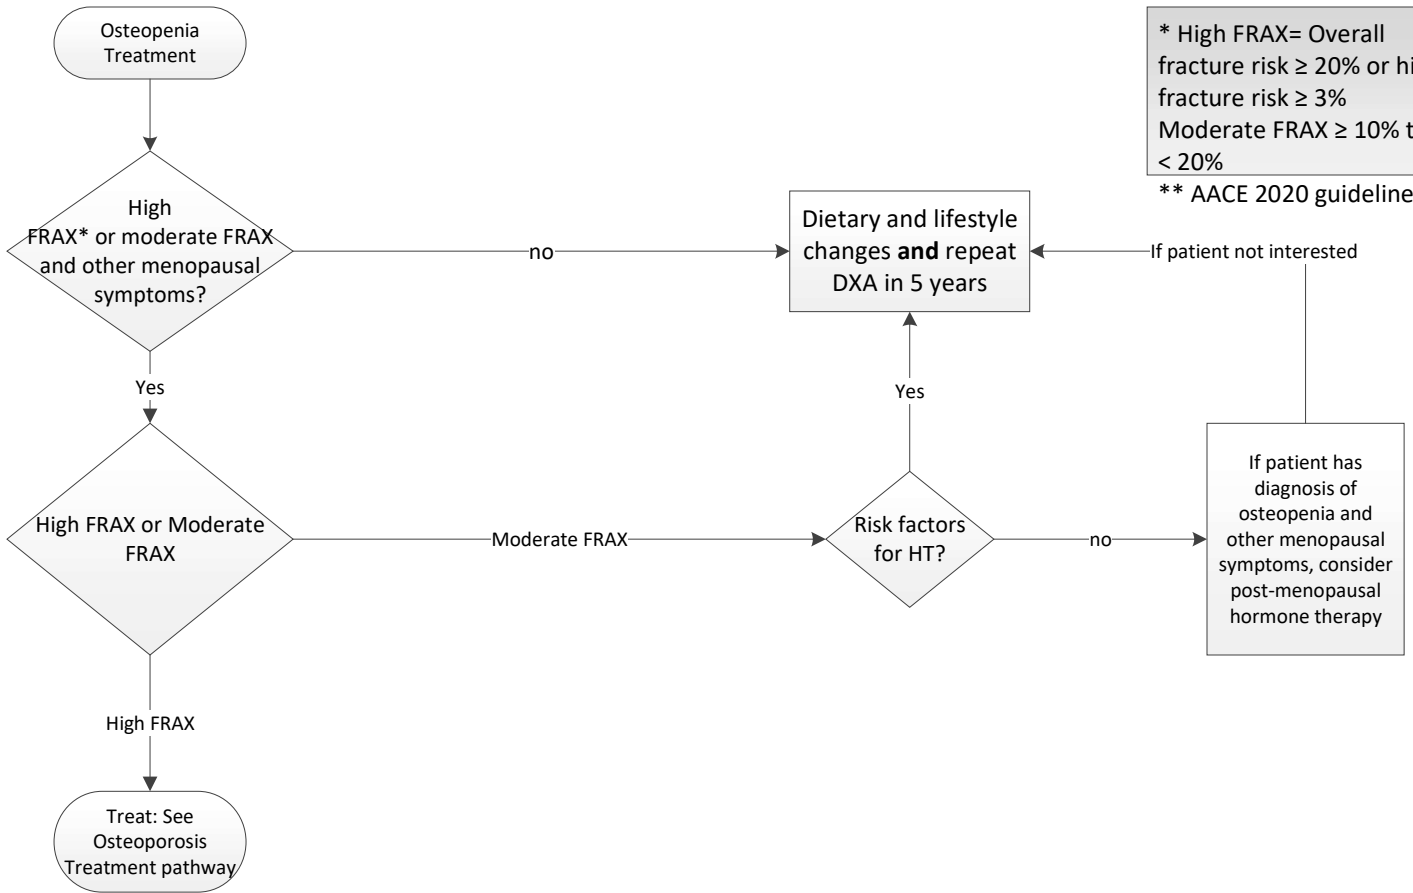 Osteopenia
Treatment
* High FRAX= Overall
fracture risk ≥ 20% or
fracture risk ≥ 3%
Moderate FRAX ≥ 10%
< 20%
** AACE 2020 guideline
High
FRAX* or moderate FRAX
and other menopausal
symptoms?
no
Dietary and lifestyle
changes and repeat
DXA in 5 years
If patient not interested
Yes
Yes
High FRAX or Moderate
FRAX
Moderate FRAX
Risk factors
for HT?
no
If patient has
diagnosis of
osteopenia and
other menopausal
symptoms, consider
post-menopausal
hormone therapy
High FRAX
Treat: See
Osteoporosis
Treatment pathway